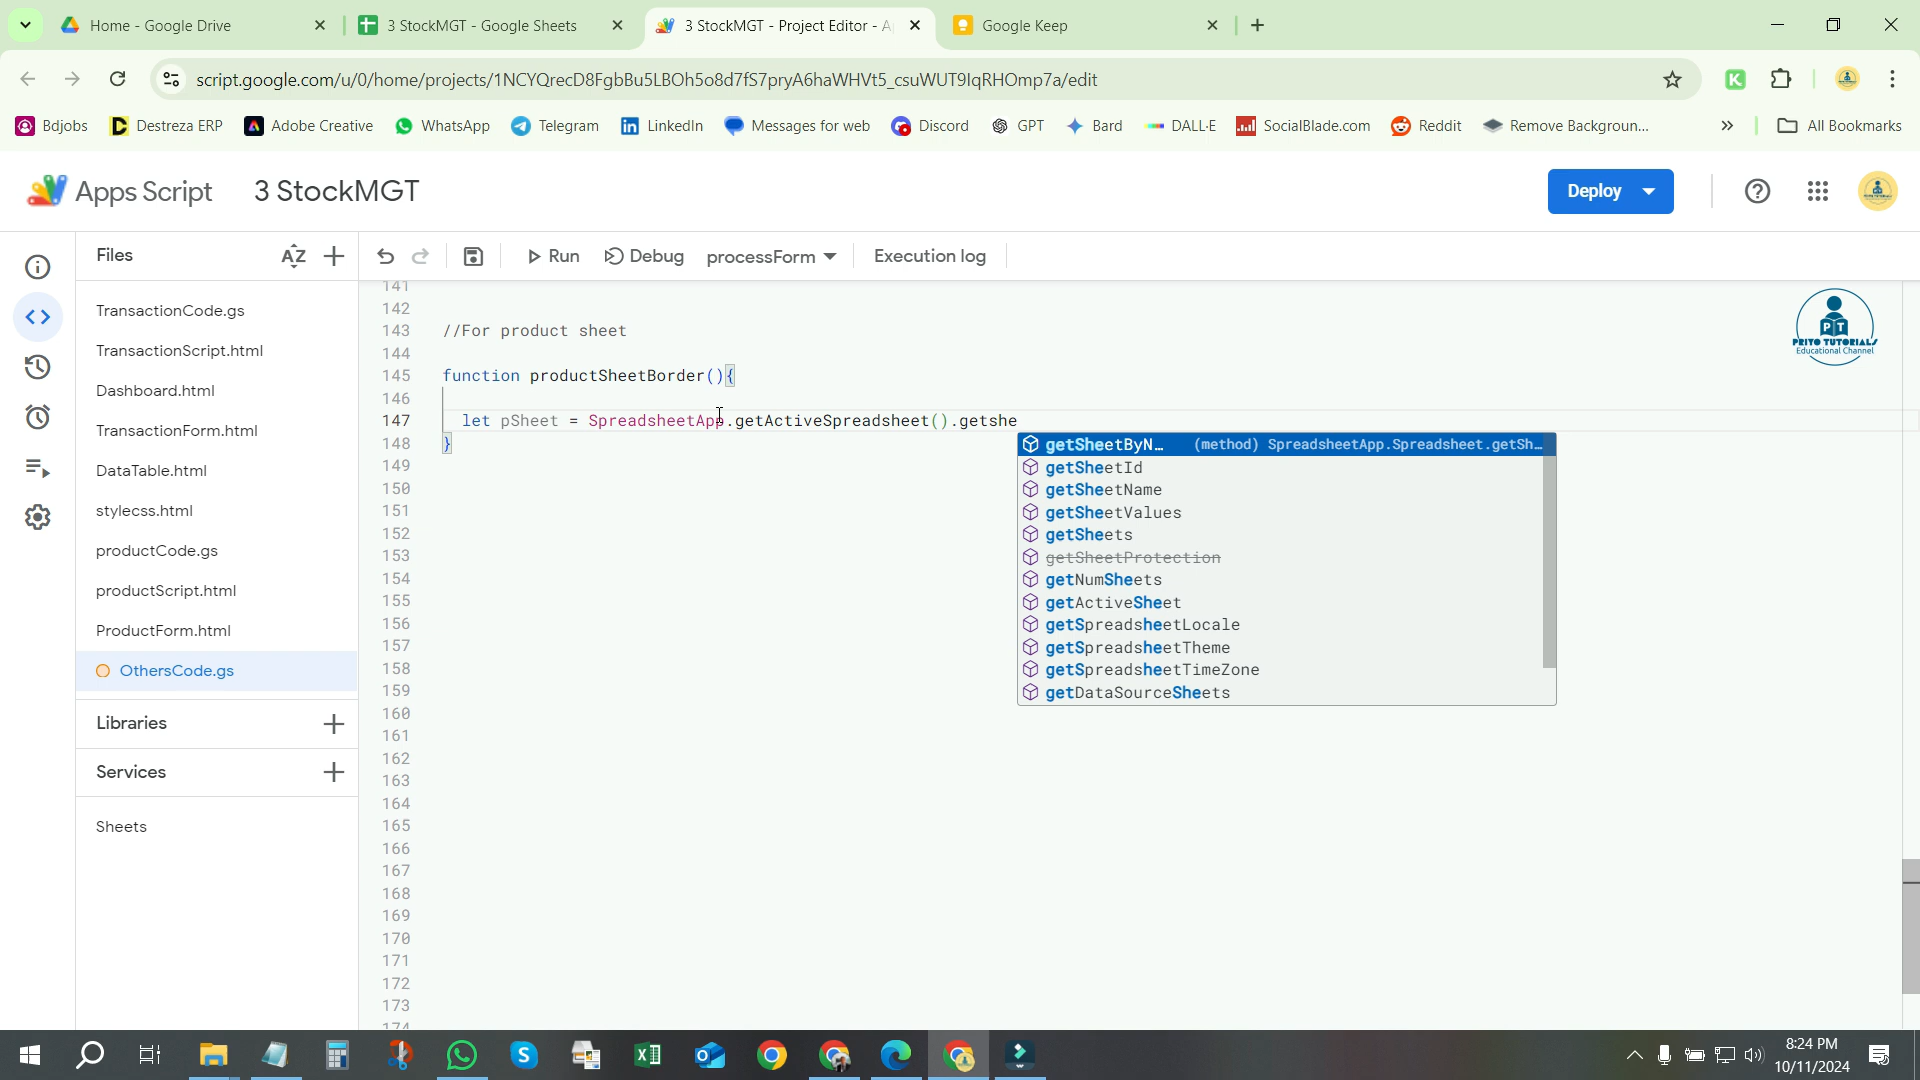 Home - Google Drive
3 StockMGT - Google Sheets
3 StockMGT - Project Editor - A
Google Keep
script.google.com/u/0/home/projects/1NCYQrecD8FgbBu5LBOh5o8d7fS7pryA6haWHVt5_csuWUT9IqRHOmp7a/edit
Bdjobs
Destreza ERP
Adobe Creative
WhatsApp
Telegram
LinkedIn
Messages for web
Discord
GPT
Bard
DALL·E
SocialBlade.com
Reddit
Remove Backgroun...
All Bookmarks
Apps Script
3 StockMGT
Deploy
Files
AZ
Run
Debug
processForm
Execution log
TransactionCode.gs
TransactionScript.html
Dashboard.html
TransactionForm.html
DataTable.html
stylecss.html
productCode.gs
productScript.html
ProductForm.html
OthersCode.gs
Libraries
Services
Sheets
141
142
143 //For product sheet
144
145 function productSheetBorder(){
146
147 let pSheet = SpreadsheetApp.getActiveSpreadsheet().getshe
148 }
149
150
151
152
153
154
155
156
157
158
159
160
161
162
163
164
165
166
167
168
169
170
171
172
173
174
getSheetByN… (method) SpreadsheetApp.Spreadsheet.getSh…
getSheetId
getSheetName
getSheetValues
getSheets
getSheetProtection
getNumSheets
getActiveSheet
getSpreadsheetLocale
getSpreadsheetTheme
getSpreadsheetTimeZone
getDataSourceSheets
PT
PRIYO TUTORIALS
Educational Channel
8:24 PM
10/11/2024